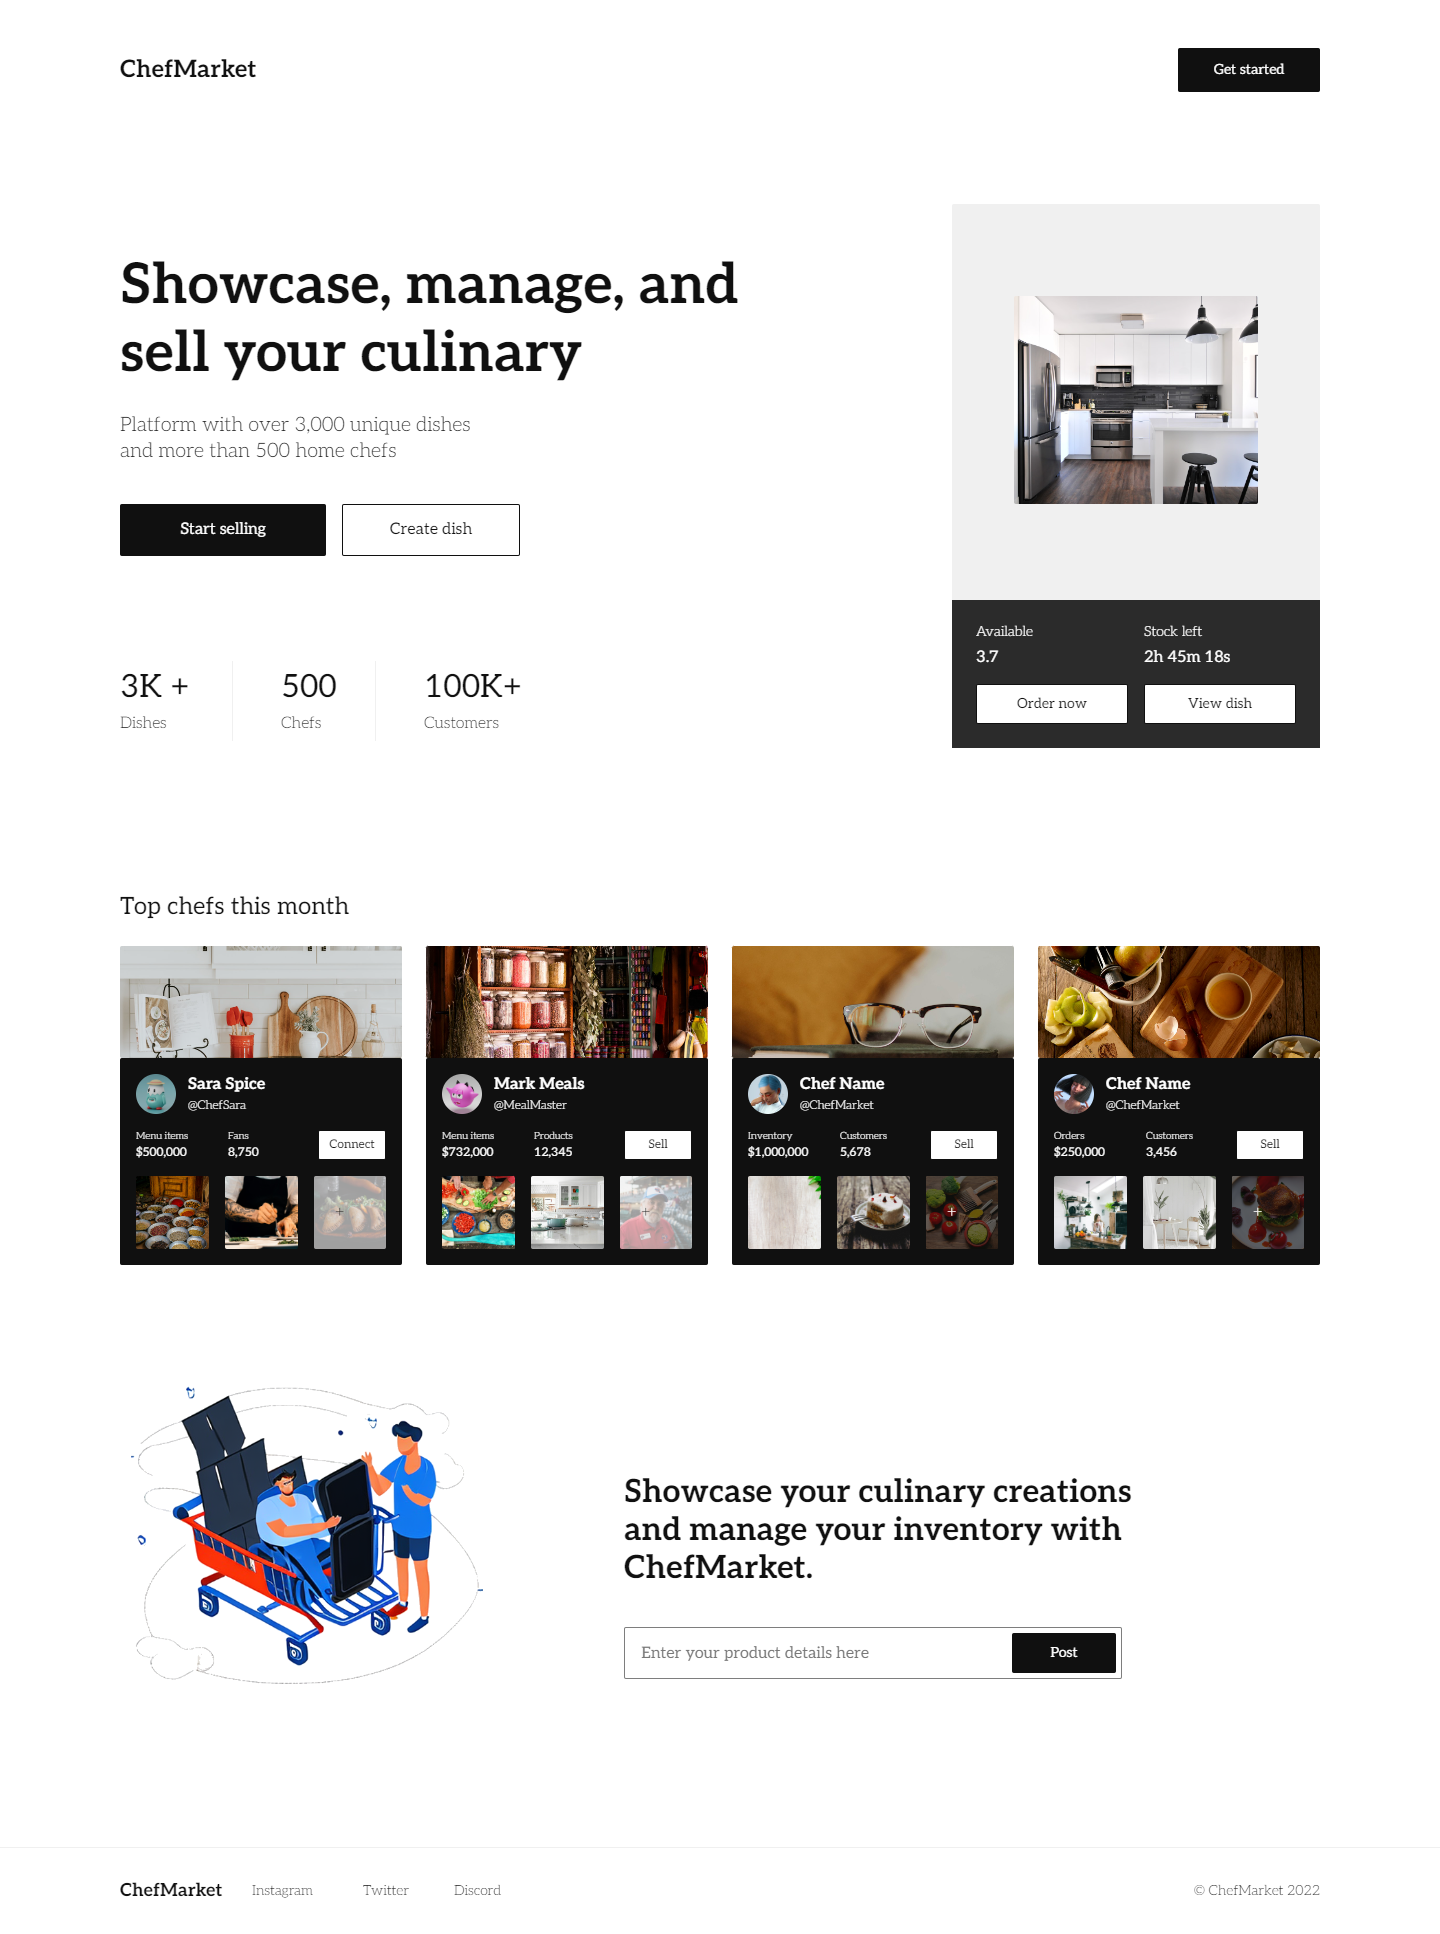 ChefMarket
Get started
Showcase, manage, and
sell your culinary
Platform with over 3,000 unique dishes
and more than 500 home chefs
Start selling
Create dish
3K +
500
100K+
Dishes
Chefs
Customers
Available
Stock left
3.7
2h 45m 18s
Order now
View dish
Top chefs this month
Sara Spice
@ChefSara
Menu items
Fans
$500,000
8,750
Connect
+
Mark Meals
@MealMaster
Menu items
Products
$732,000
12,345
Sell
+
Chef Name
@ChefMarket
Inventory
Customers
$1,000,000
5,678
Sell
+
Chef Name
@ChefMarket
Orders
Customers
$250,000
3,456
Sell
+
Showcase your culinary creations
and manage your inventory with
ChefMarket.
Enter your product details here
Post
ChefMarket
Instagram
Twitter
Discord
© ChefMarket 2022